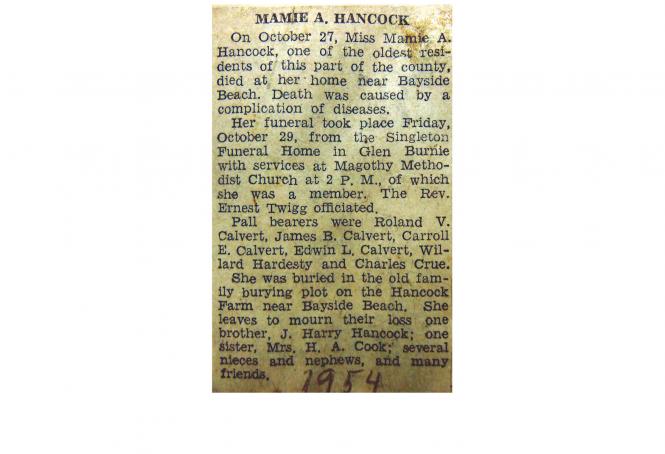 MAMIE A. HANCOCK
On October 27, Miss Mamie A.
Hancock, one of the oldest resi-
dents of this part of the county,
died at her home near Bayside
Beach. Death was caused by a
complication of diseases.
Her funeral took place Friday,
October 29, from the Singleton
Funeral Home in Glen Burnie
with services at Magothy Metho-
dist Church at 2 P. M., of which
she was a member. The Rev.
Ernest Twigg officiated.
Pall bearers were Roland V.
Calvert, James B. Calvert, Carroll
E. Calvert, Edwin L. Calvert, Wil-
lard Hardesty and Charles Crue.
She was buried in the old fam-
ily burying plot on the Hancock
Farm near Bayside Beach. She
leaves to mourn their loss one
brother, J. Harry Hancock; one
sister, Mrs. H. A. Cook; several
nieces and nephews, and many
friends.
1954